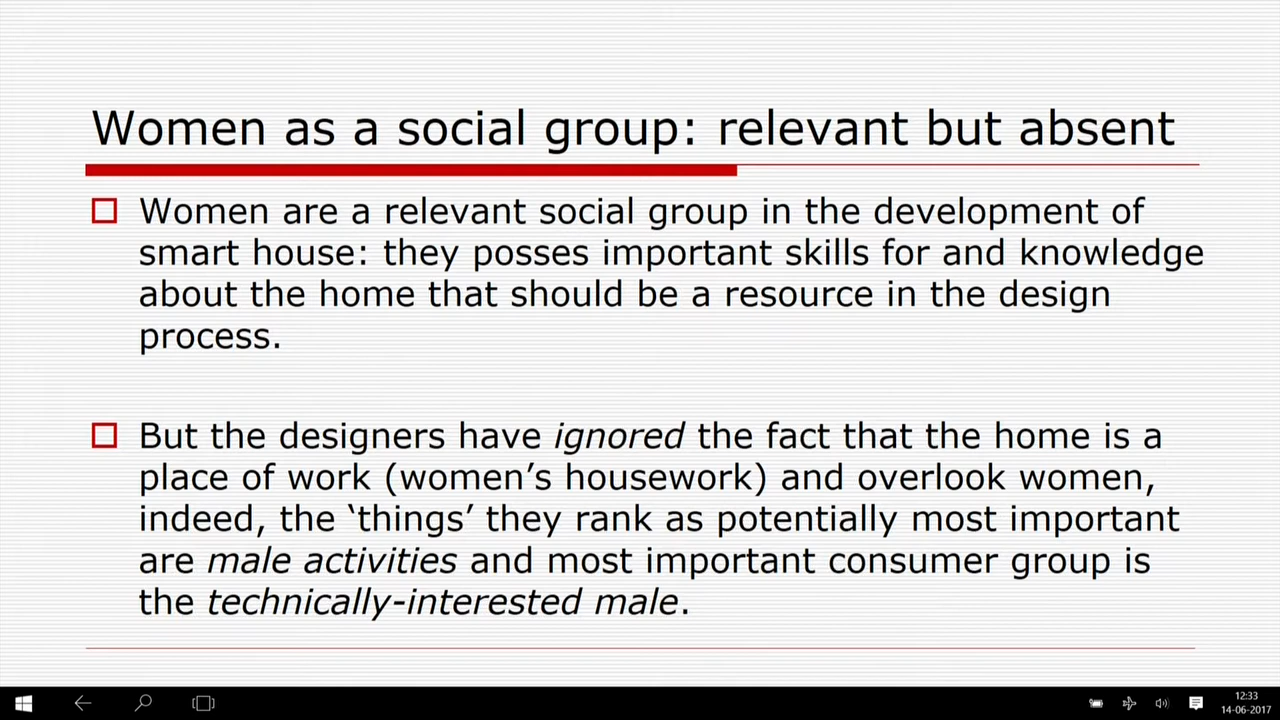 Women as a social group: relevant but absent
Women are a relevant social group in the development of
smart house: they posses important skills for and knowledge
about the home that should be a resource in the design
process.
But the designers have ignored the fact that the home is a
place of work (women’s housework) and overlook women,
indeed, the ‘things’ they rank as potentially most important
are male activities and most important consumer group is
the technically-interested male.
12:33
14-06-2017